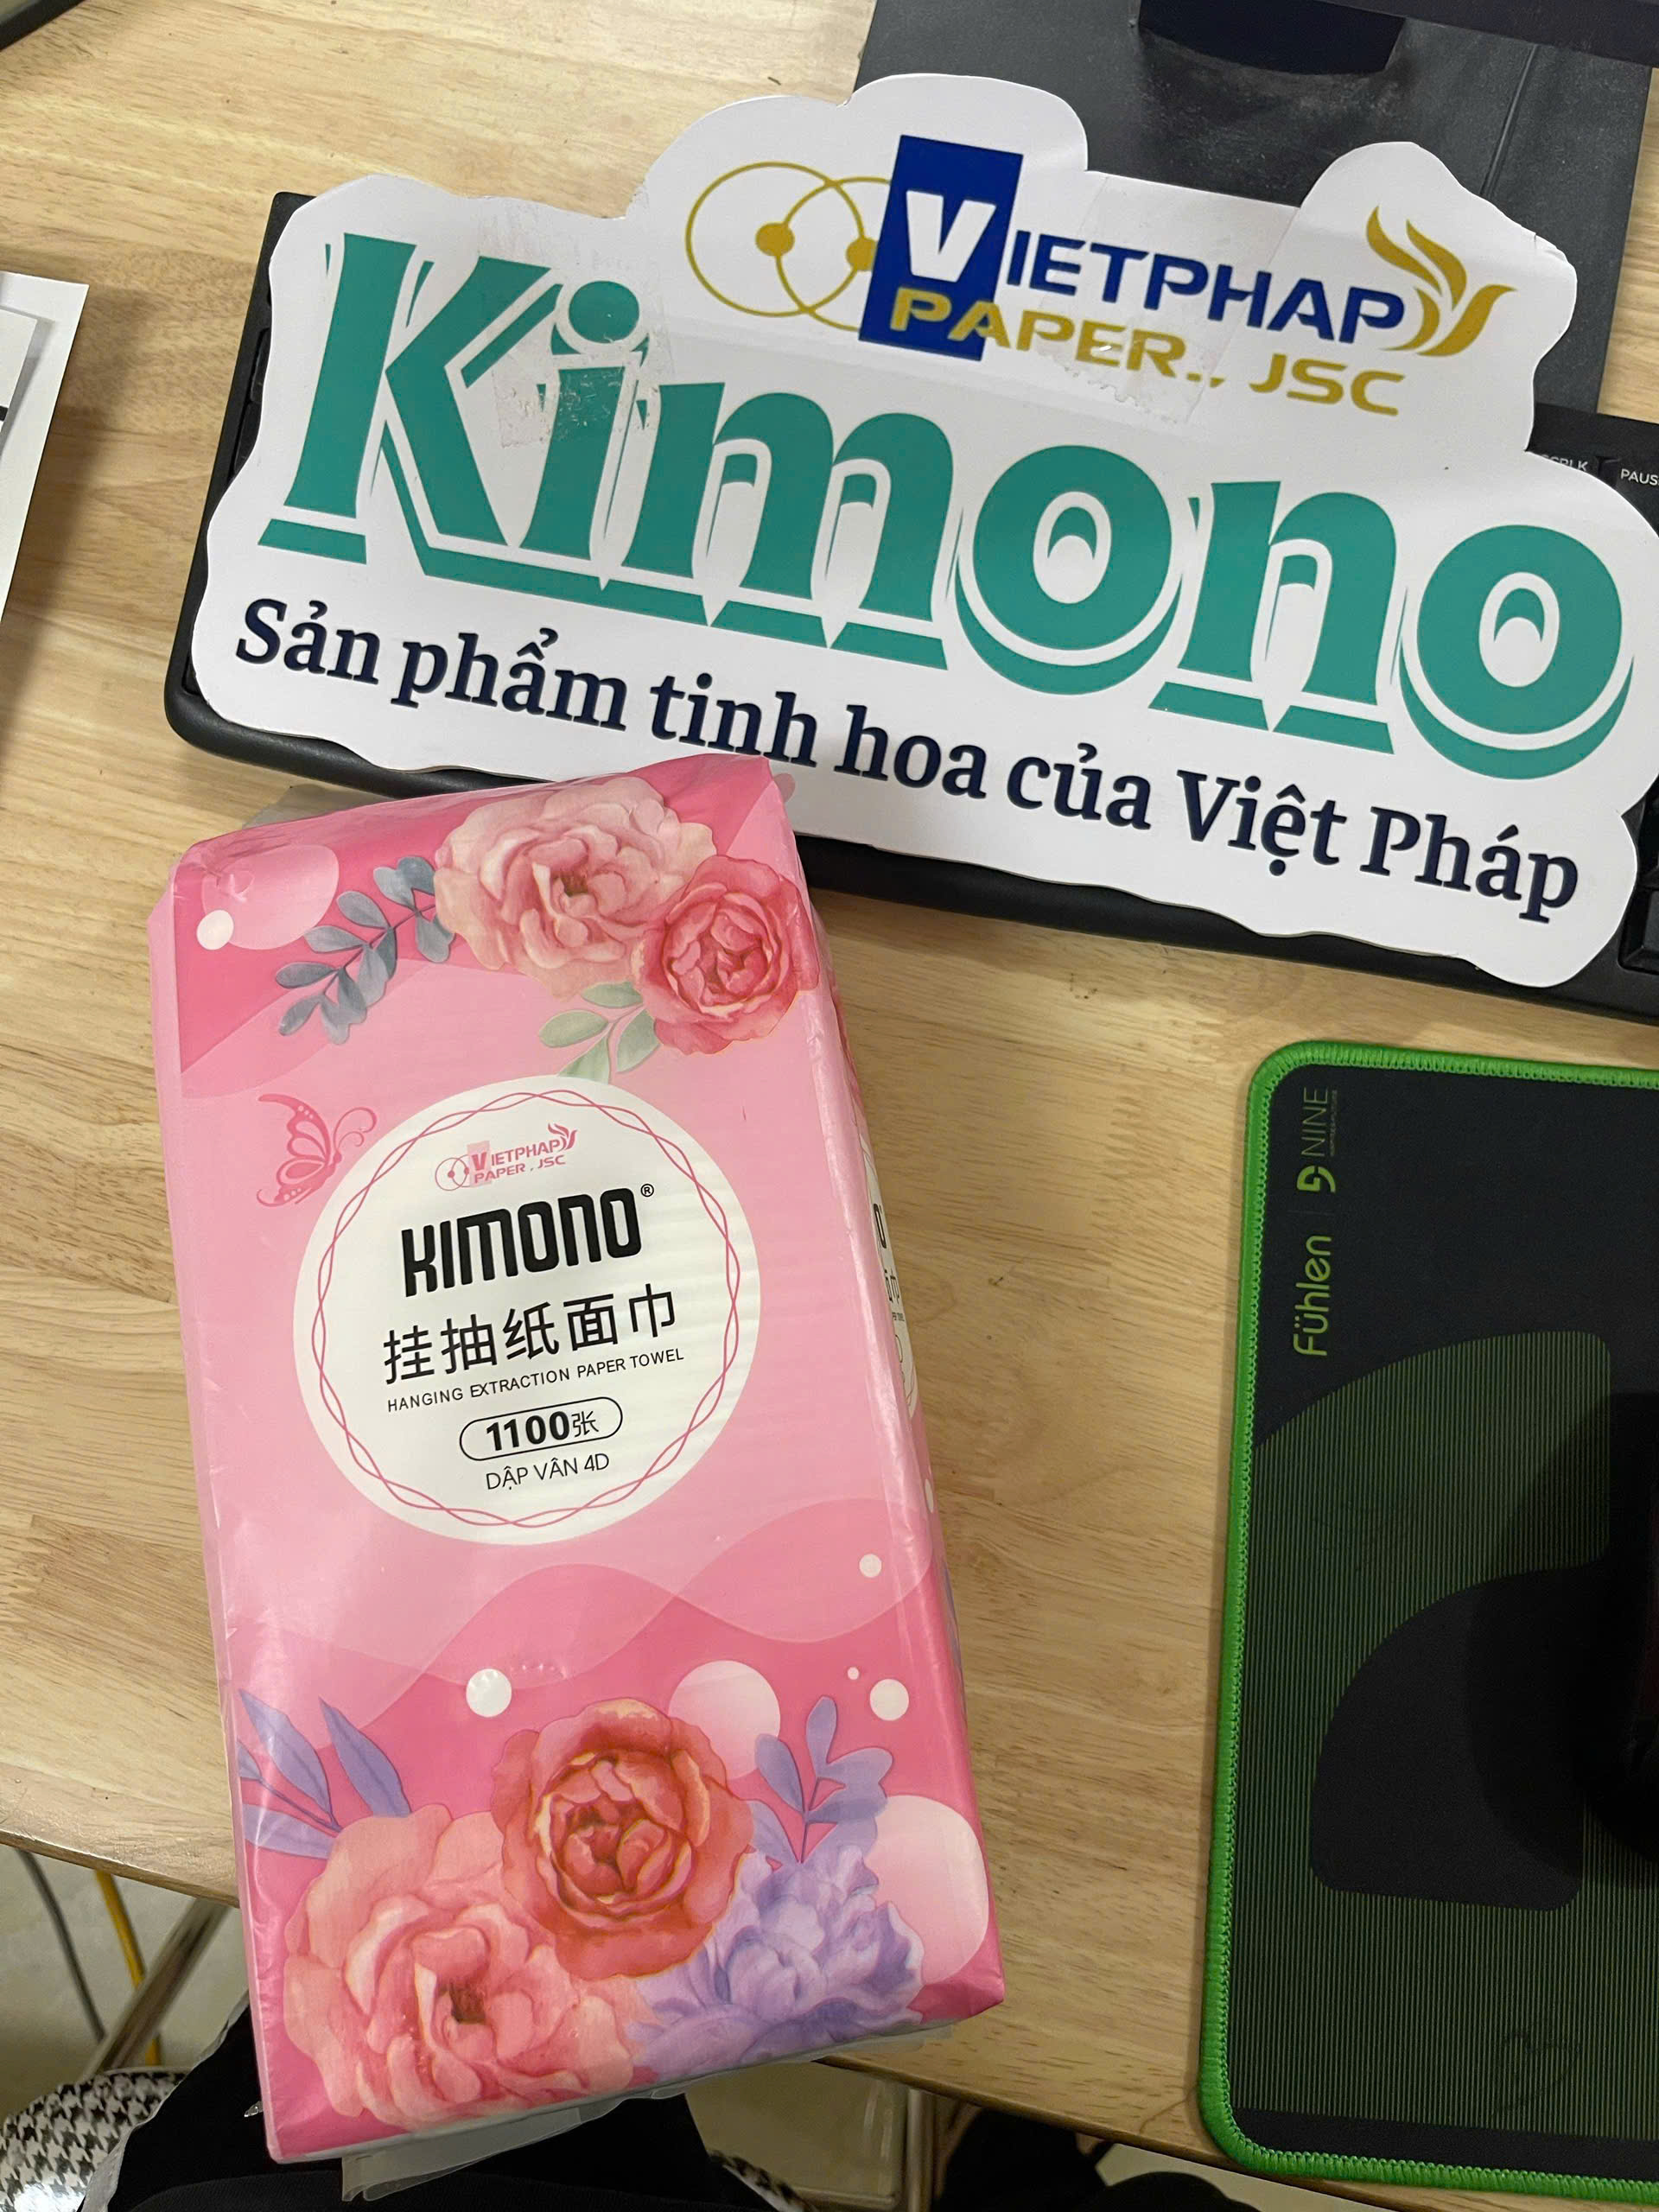 VIETPHAP
PAPER., JSC
Kimono
Sản phẩm tinh hoa của Việt Pháp
PAUS
VIETPHAP
PAPER , JSC
KIMONO®
挂抽纸面巾
HANGING EXTRACTION PAPER TOWEL
1100张
DẬP VÂN 4D
Fühlen
NINE